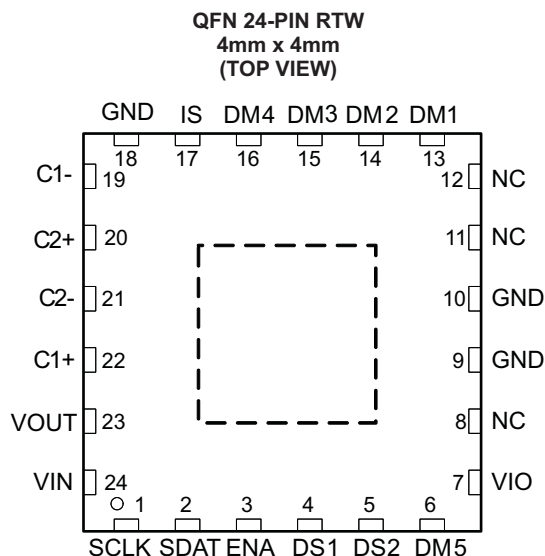 QFN 24-PIN RTW
4mm x 4mm
(TOP VIEW)
GND IS DM4 DM3 DM2 DM1
18 17 16 15 14 13
C1- 19 12 NC
C2+ 20 11 NC
C2- 21 10 GND
C1+ 22 9 GND
VOUT 23 8 NC
VIN 24 7 VIO
1 2 3 4 5 6
SCLK SDAT ENA DS1 DS2 DM5